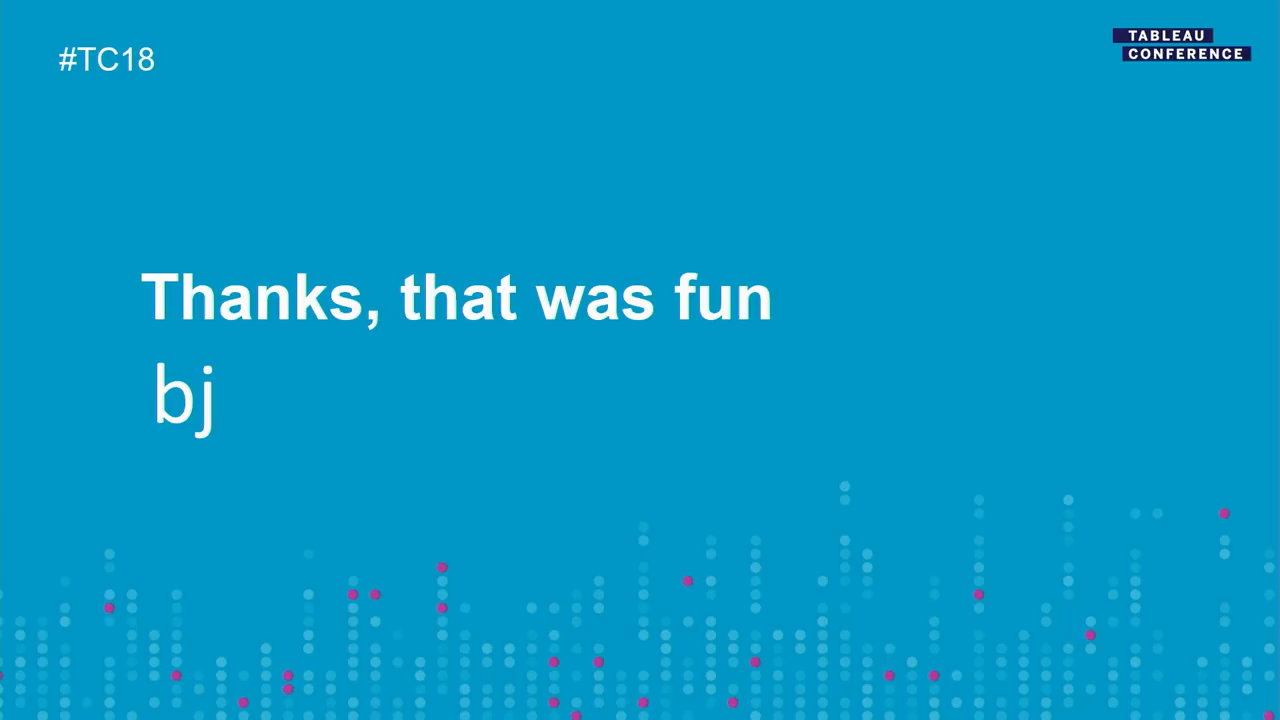 #TC18
TABLEAU
CONFERENCE
Thanks, that was fun
bj